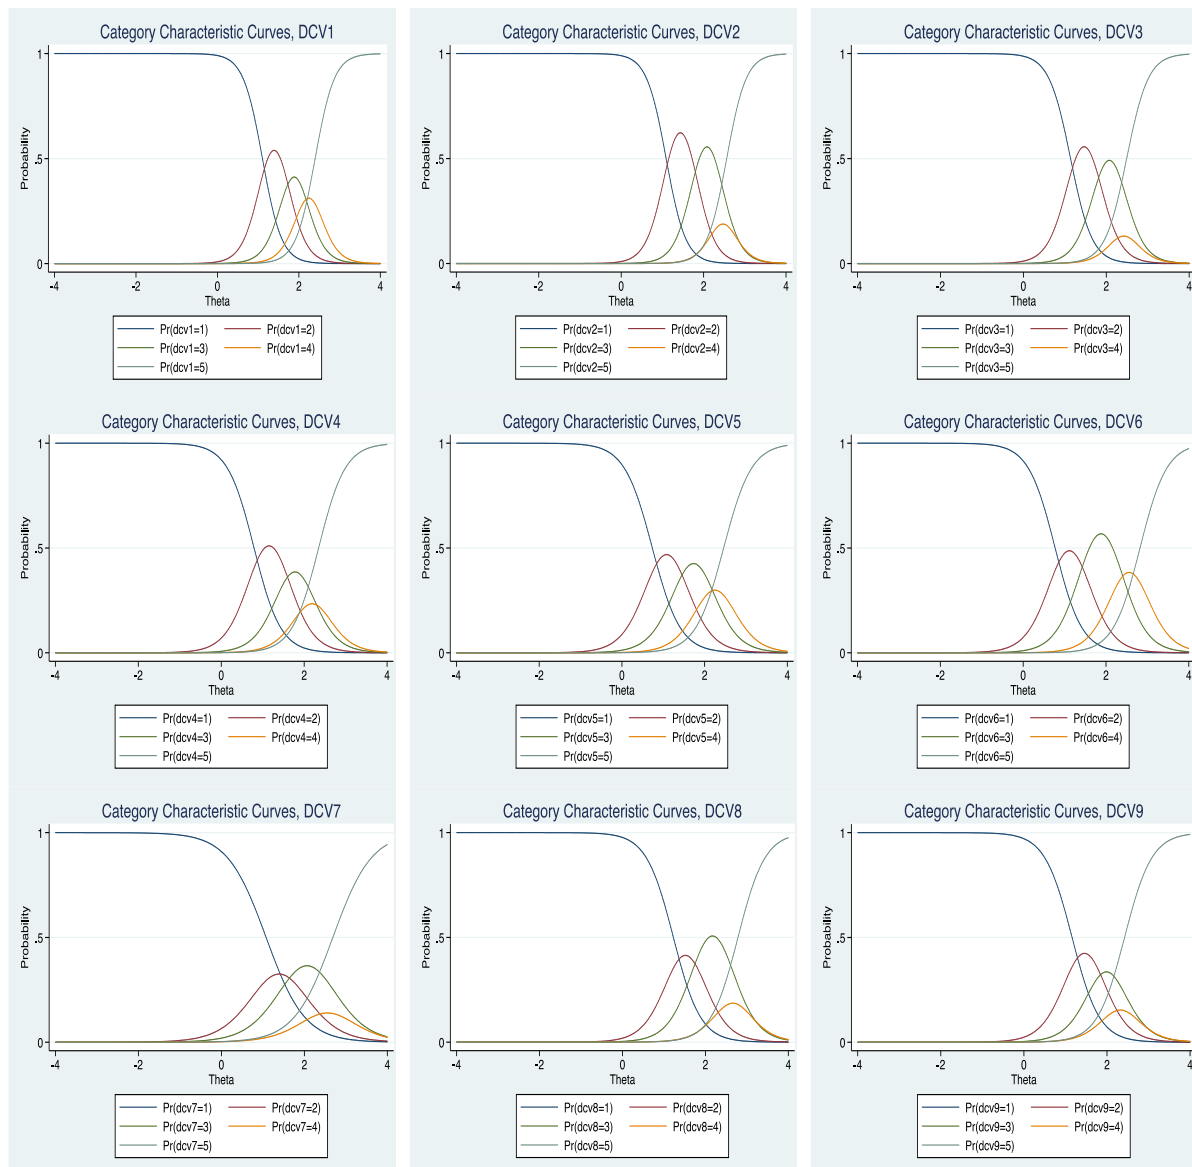 Category Characteristic Curves, DCV1
1
.5
0
Probability
-4 -2 0 2 4
Theta
Pr(dcv1=1) Pr(dcv1=2)
Pr(dcv1=3) Pr(dcv1=4)
Pr(dcv1=5)
Category Characteristic Curves, DCV2
1
.5
0
Probability
-4 -2 0 2 4
Theta
Pr(dcv2=1) Pr(dcv2=2)
Pr(dcv2=3) Pr(dcv2=4)
Pr(dcv2=5)
Category Characteristic Curves, DCV3
1
.5
0
Probability
-4 -2 0 2 4
Theta
Pr(dcv3=1) Pr(dcv3=2)
Pr(dcv3=3) Pr(dcv3=4)
Pr(dcv3=5)
Category Characteristic Curves, DCV4
1
.5
0
Probability
-4 -2 0 2 4
Theta
Pr(dcv4=1) Pr(dcv4=2)
Pr(dcv4=3) Pr(dcv4=4)
Pr(dcv4=5)
Category Characteristic Curves, DCV5
1
.5
0
Probability
-4 -2 0 2 4
Theta
Pr(dcv5=1) Pr(dcv5=2)
Pr(dcv5=3) Pr(dcv5=4)
Pr(dcv5=5)
Category Characteristic Curves, DCV6
1
.5
0
Probability
-4 -2 0 2 4
Theta
Pr(dcv6=1) Pr(dcv6=2)
Pr(dcv6=3) Pr(dcv6=4)
Pr(dcv6=5)
Category Characteristic Curves, DCV7
1
.5
0
Probability
-4 -2 0 2 4
Theta
Pr(dcv7=1) Pr(dcv7=2)
Pr(dcv7=3) Pr(dcv7=4)
Pr(dcv7=5)
Category Characteristic Curves, DCV8
1
.5
0
Probability
-4 -2 0 2 4
Theta
Pr(dcv8=1) Pr(dcv8=2)
Pr(dcv8=3) Pr(dcv8=4)
Pr(dcv8=5)
Category Characteristic Curves, DCV9
1
.5
0
Probability
-4 -2 0 2 4
Theta
Pr(dcv9=1) Pr(dcv9=2)
Pr(dcv9=3) Pr(dcv9=4)
Pr(dcv9=5)